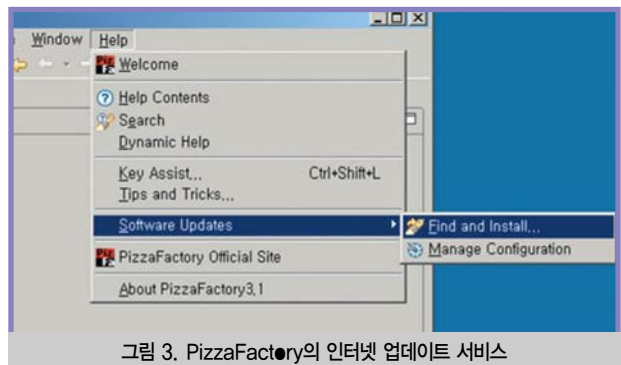 Window Help
Welcome
Help Contents
Search
Dynamic Help
Key Assist... Ctrl+Shift+L
Tips and Tricks...
Software Updates
Find and Install...
Manage Configuration
PizzaFactory Official Site
About PizzaFactory3,1
그림 3. PizzaFact●ry의 인터넷 업데이트 서비스